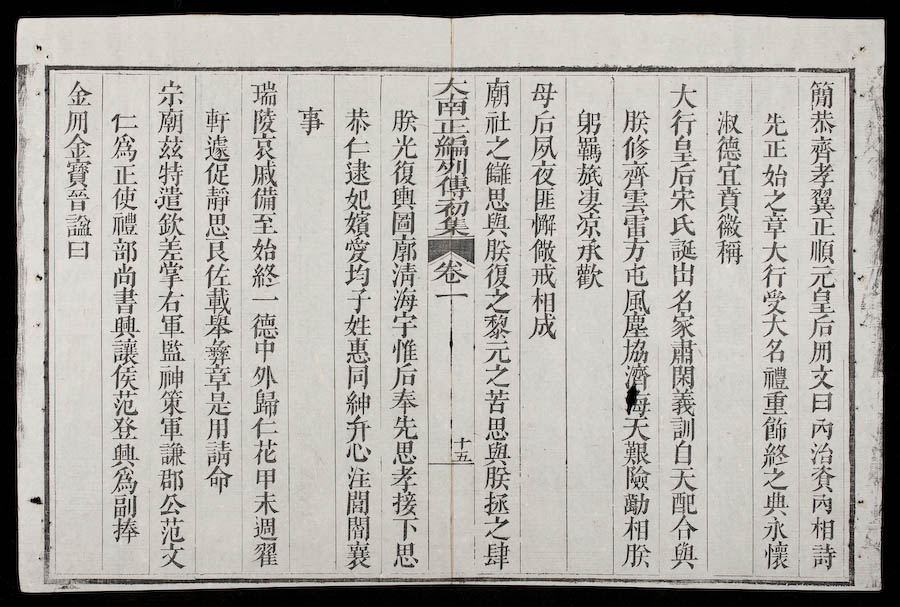 簡恭齊孝翼正順元皇后冊文曰內治資內相詩
先正始之章大行受大名禮重飾終之典永懷
淑德宜賁徽稱
大行皇后宋氏誕出名家肅閑義訓自天配合與
朕修齊雲雷方屯風塵協濟海天艱險勤相朕
躬羈旅凄凉承歡
母后夙夜匪懈儆戒相成
廟社之讎思與朕復之黎元之苦思與朕拯之肆
大南正編列傳初集 卷一 十五
朕光復輿圖廓清海宇惟后奉先思孝接下思
恭仁逮妃嬪愛均子姓惠同紳弁心注闇闇襄
事
瑞陵哀戚備至始終一德中外歸仁花甲未週翟
軒遽促靜思良佐載舉彞章是用請命
宗廟茲特遣欽差掌右軍監神策軍謙郡公范文
仁爲正使禮部尚書興讓侯范登興爲副捧
金冊金寶晉謚曰